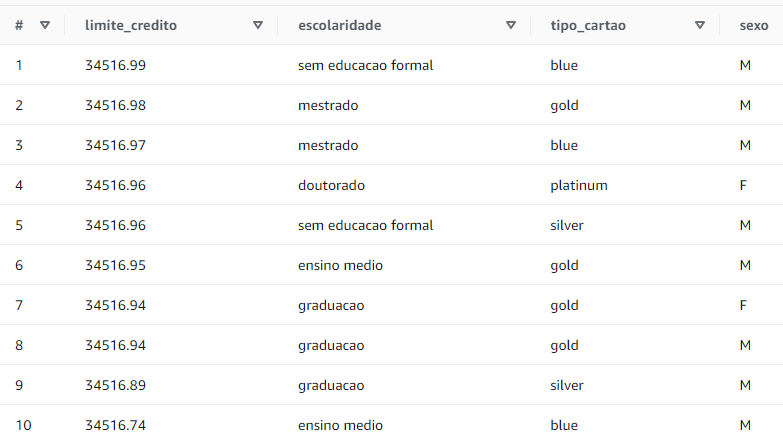 # limite_credito escolaridade tipo_cartao sexo
1 34516.99 sem educacao formal blue M
2 34516.98 mestrado gold M
3 34516.97 mestrado blue M
4 34516.96 doutorado platinum F
5 34516.96 sem educacao formal silver M
6 34516.95 ensino medio gold M
7 34516.94 graduacao gold F
8 34516.94 graduacao gold M
9 34516.89 graduacao silver M
10 34516.74 ensino medio blue M